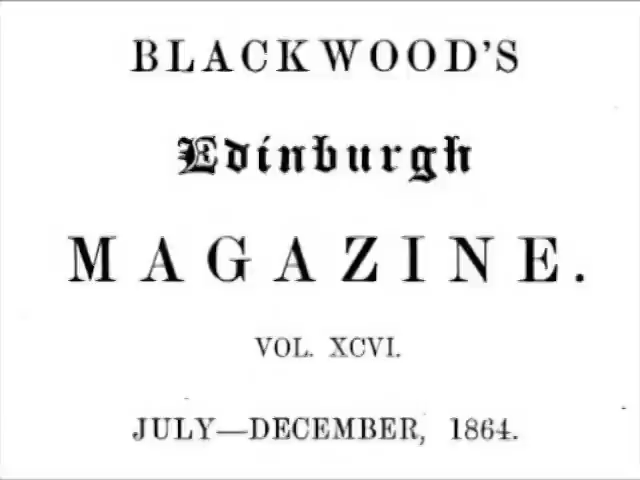 BLACKWOOD'S
Edinburgh
MAGAZINE.
VOL. XCVI.
JULY—DECEMBER, 1864.